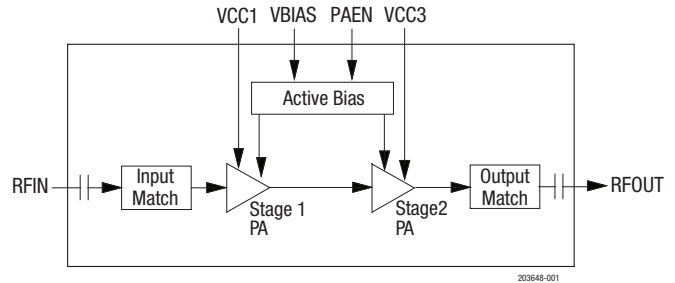 VCC1 VBIAS PAEN VCC3
Active Bias
RFIN
Input
Match
Stage 1
PA
Stage2
PA
Output
Match
RFOUT
203648-001